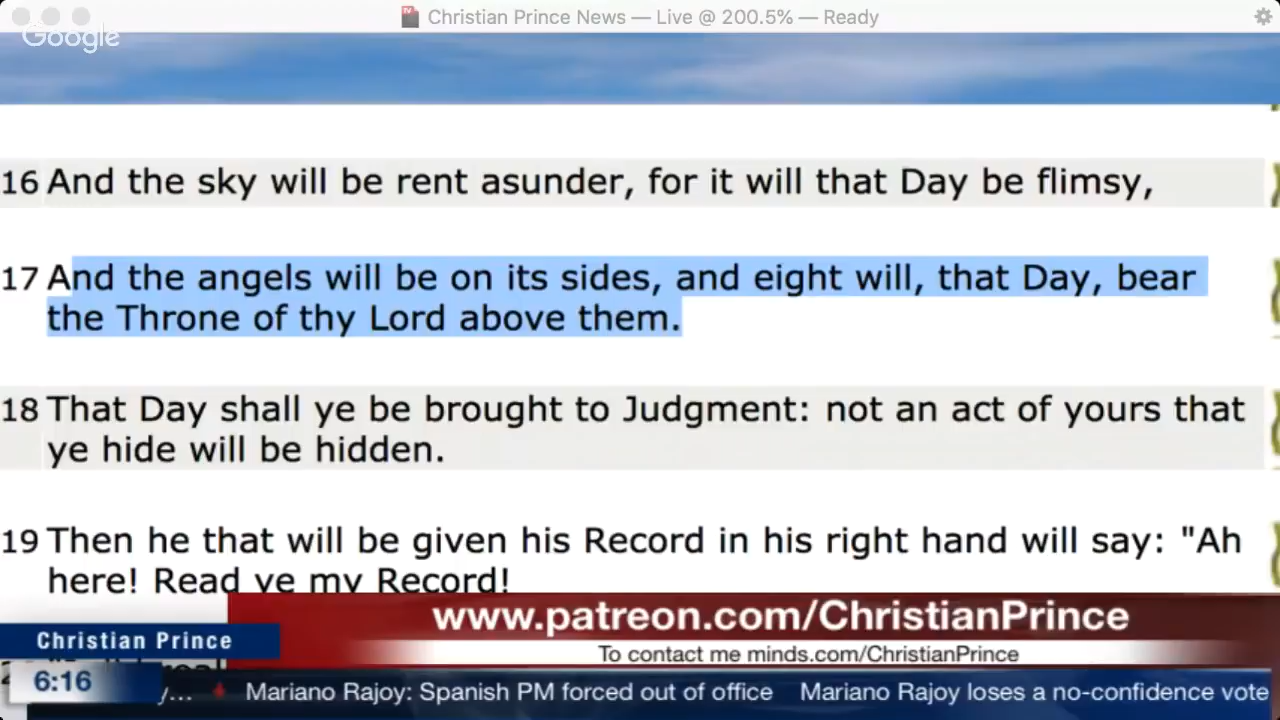 Christian Prince News — Live @ 200.5% — Ready
Google
16 And the sky will be rent asunder, for it will that Day be flimsy,
17 And the angels will be on its sides, and eight will, that Day, bear
the Throne of thy Lord above them.
18 That Day shall ye be brought to Judgment: not an act of yours that
ye hide will be hidden.
19 Then he that will be given his Record in his right hand will say: "Ah
here! Read ye my Record!
www.patreon.com/ChristianPrince
Christian Prince
To contact me minds.com/ChristianPrince
6:16
Mariano Rajoy: Spanish PM forced out of office Mariano Rajoy loses a no-confidence vote